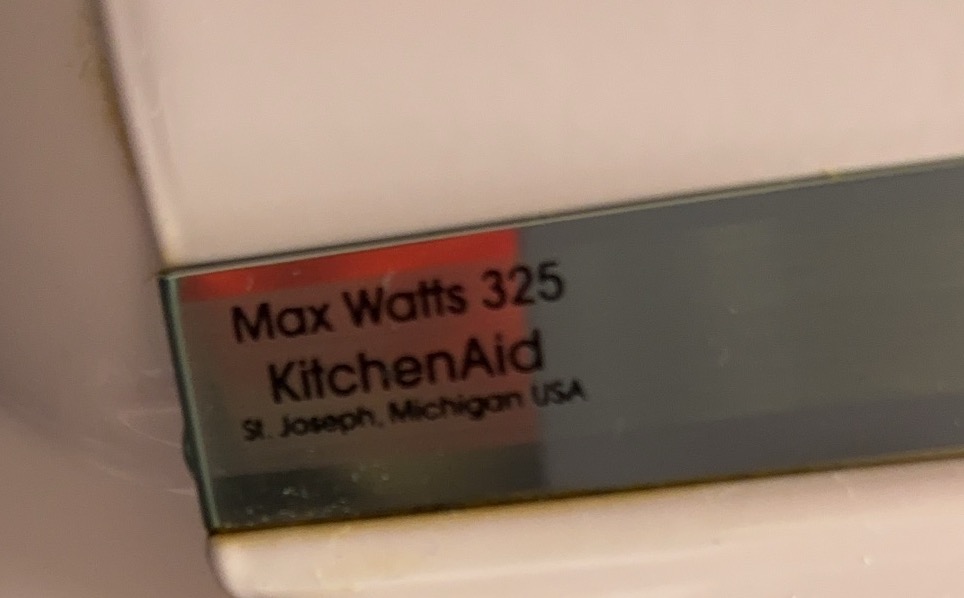 Max Watts 325
KitchenAid
St. Joseph, Michigan USA